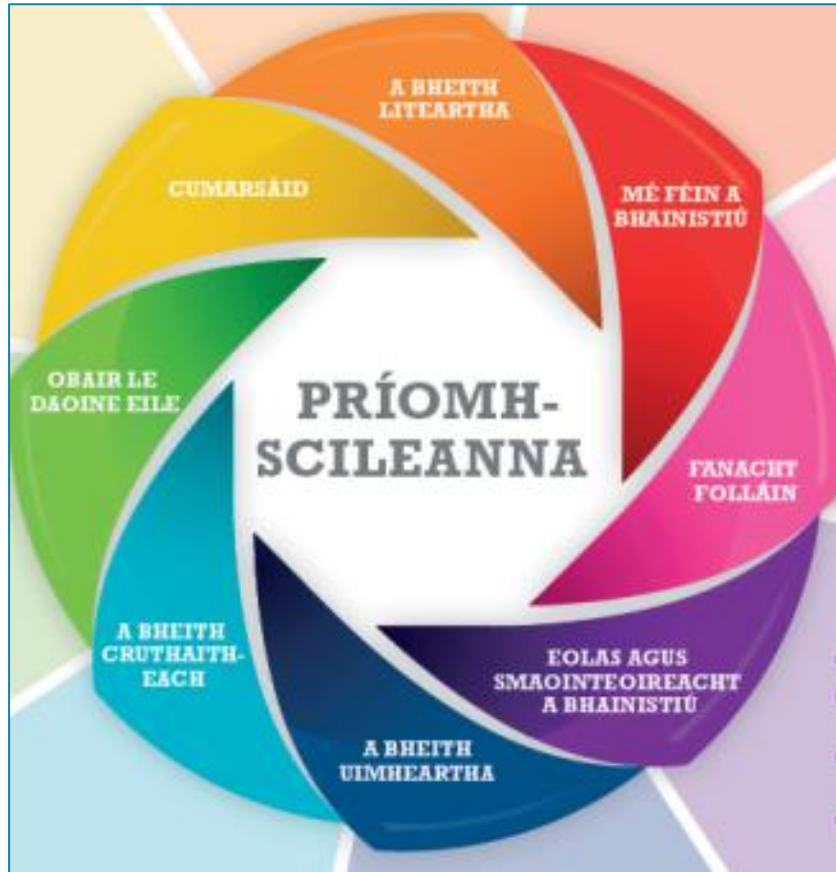 A BHEITH
LITEARTHA
MÉ FÉIN A
BHAINISTIÚ
FANACHT
FOLLÁIN
EOLAS AGUS
SMAOINTEOIREACHT
A BHAINISTIÚ
A BHEITH
UIMHEARTHA
A BHEITH
CRUTHAITH-
EACH
OBAIR LE
DAOINE EILE
CUMARSÁID
PRÍOMH-
SCILEANNA